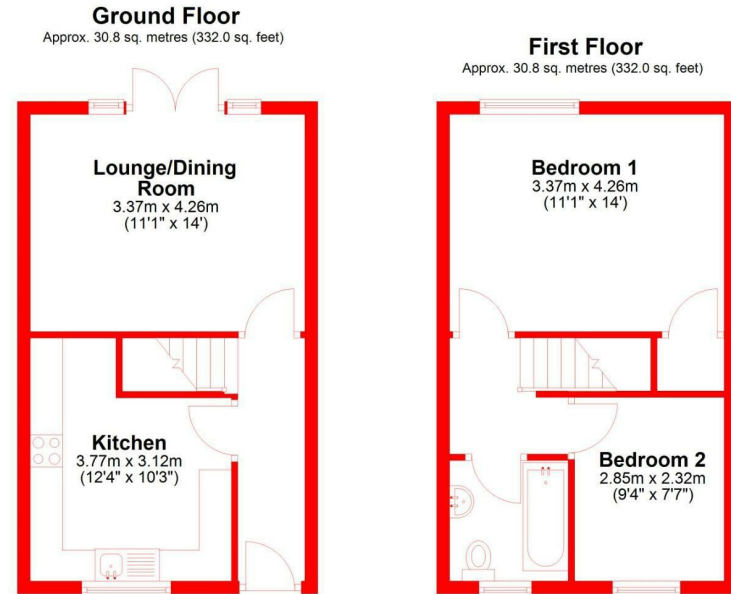 Ground Floor
Approx. 30.8 sq. metres (332.0 sq. feet)
Lounge/Dining
Room
3.37m x 4.26m
(11'1" x 14')
Kitchen
3.77m x 3.12m
(12'4" x 10'3")
First Floor
Approx. 30.8 sq. metres (332.0 sq. feet)
Bedroom 1
3.37m x 4.26m
(11'1" x 14')
Bedroom 2
2.85m x 2.32m
(9'4" x 7'7")